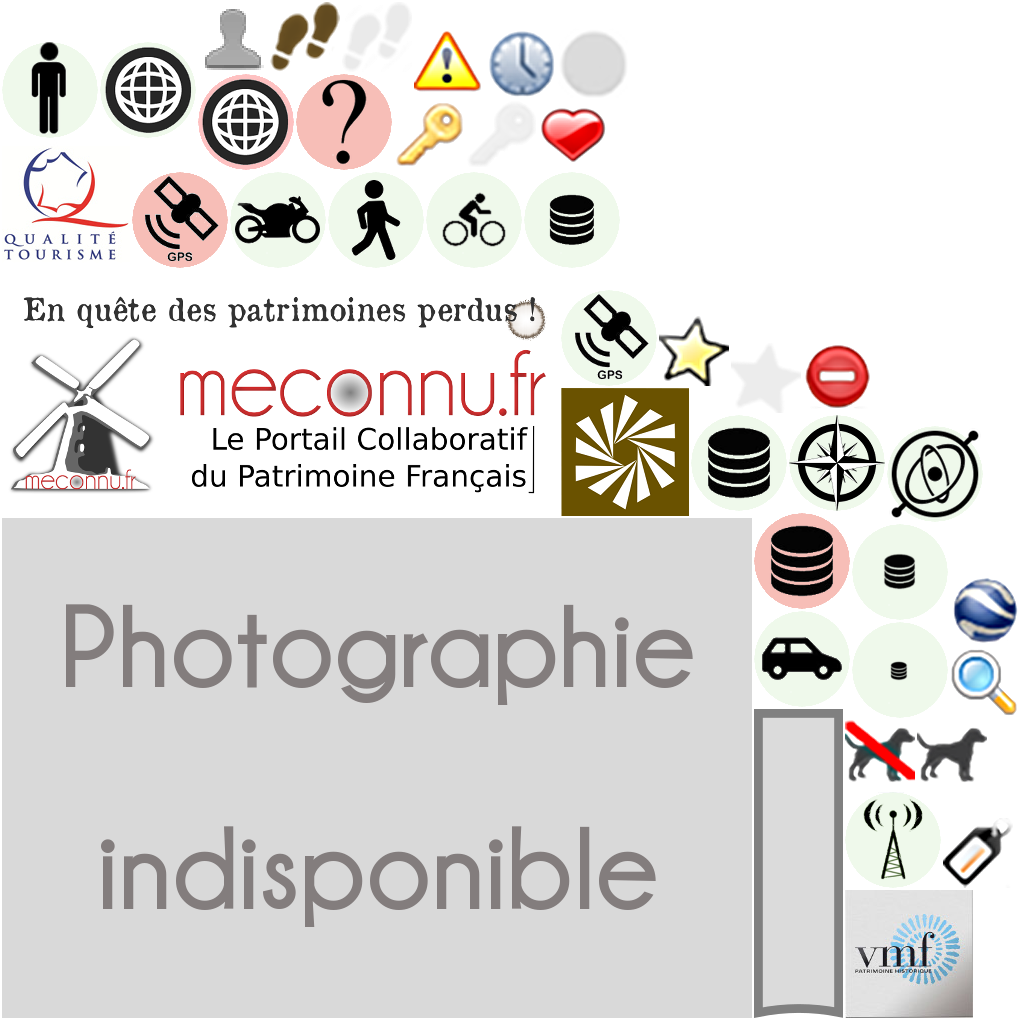 ?
QUALITÉ
TOURISME
GPS
En quête des patrimoines perdus !
meconnu.fr
Le Portail Collaboratif
du Patrimoine Français
meconnu.fr
GPS
Photographie
indisponible
vmf
PATRIMOINE HISTORIQUE